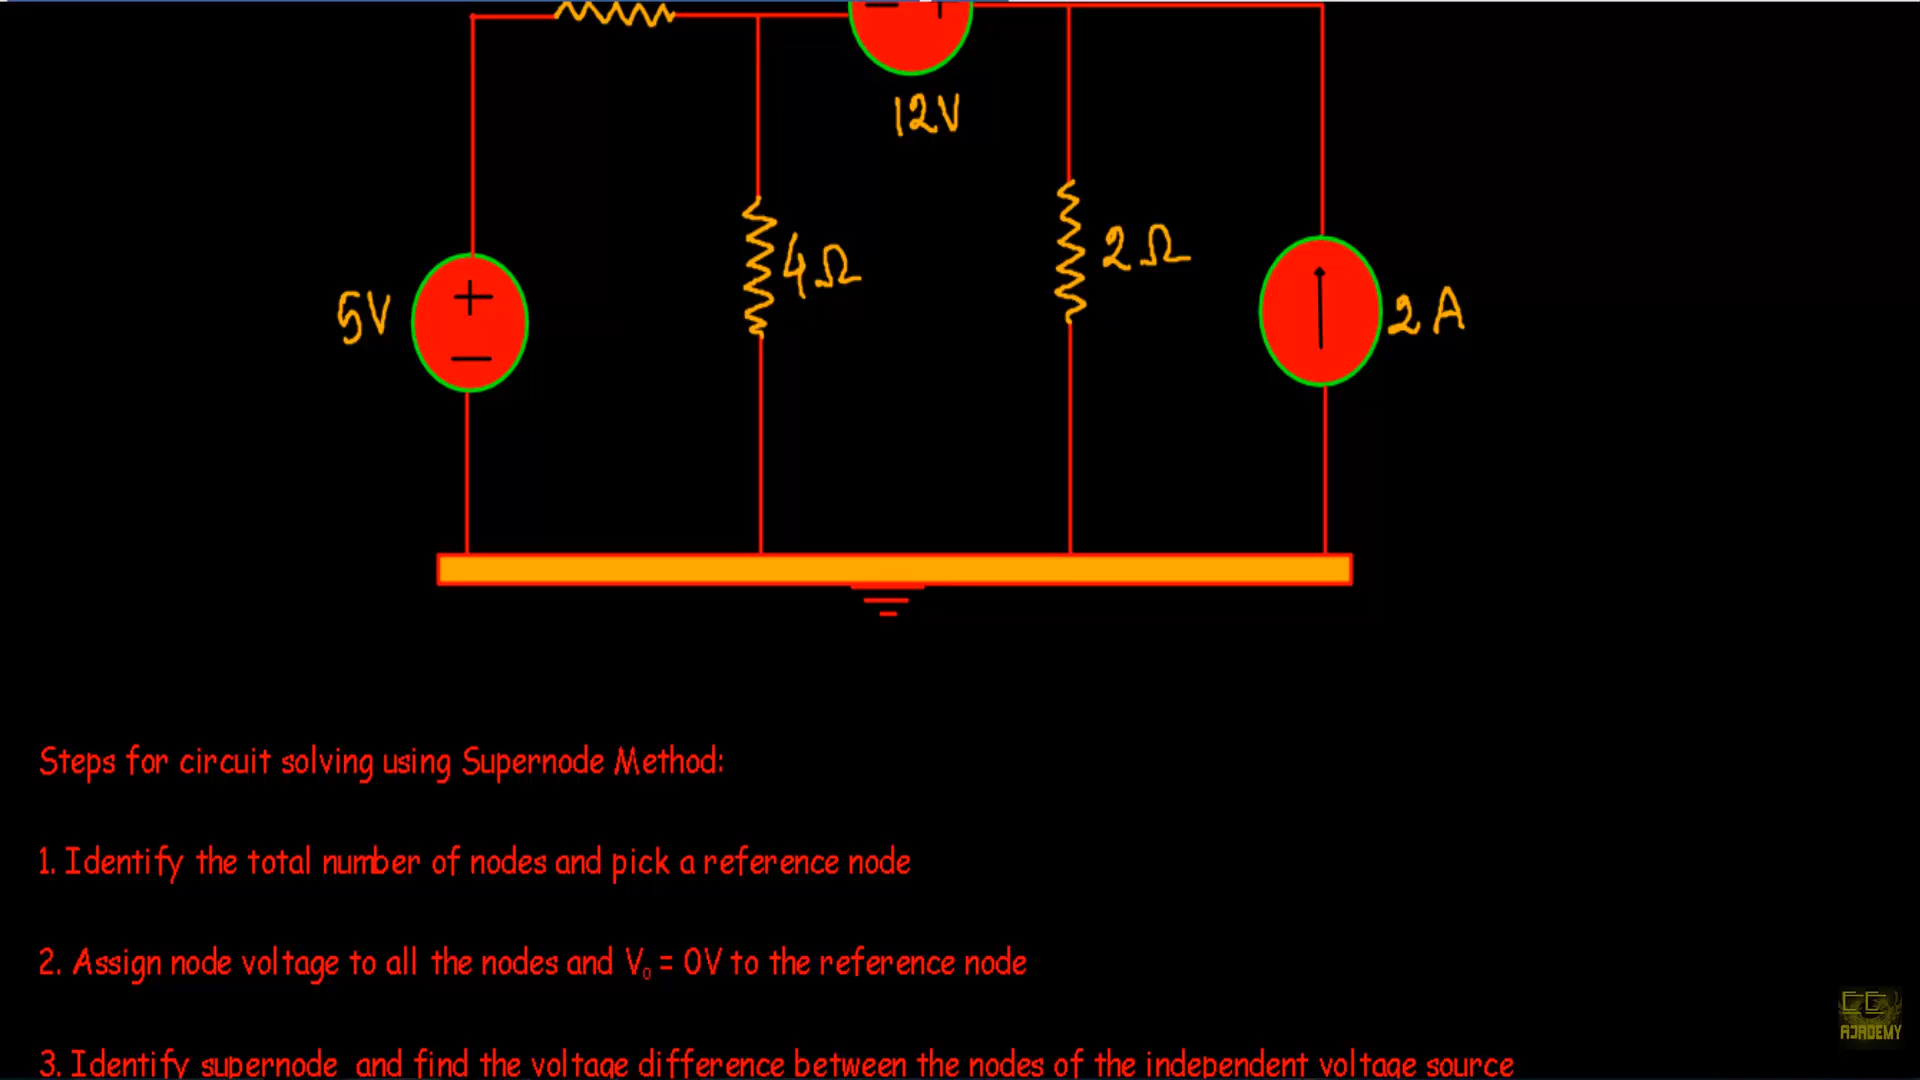 12V
4Ω
2Ω
5V
2A
Steps for circuit solving using Supernode Method:
1. Identify the total number of nodes and pick a reference node
2. Assign node voltage to all the nodes and V₀ = 0V to the reference node
3. Identify supernode and find the voltage difference between the nodes of the independent voltage source
EE
ACADEMY